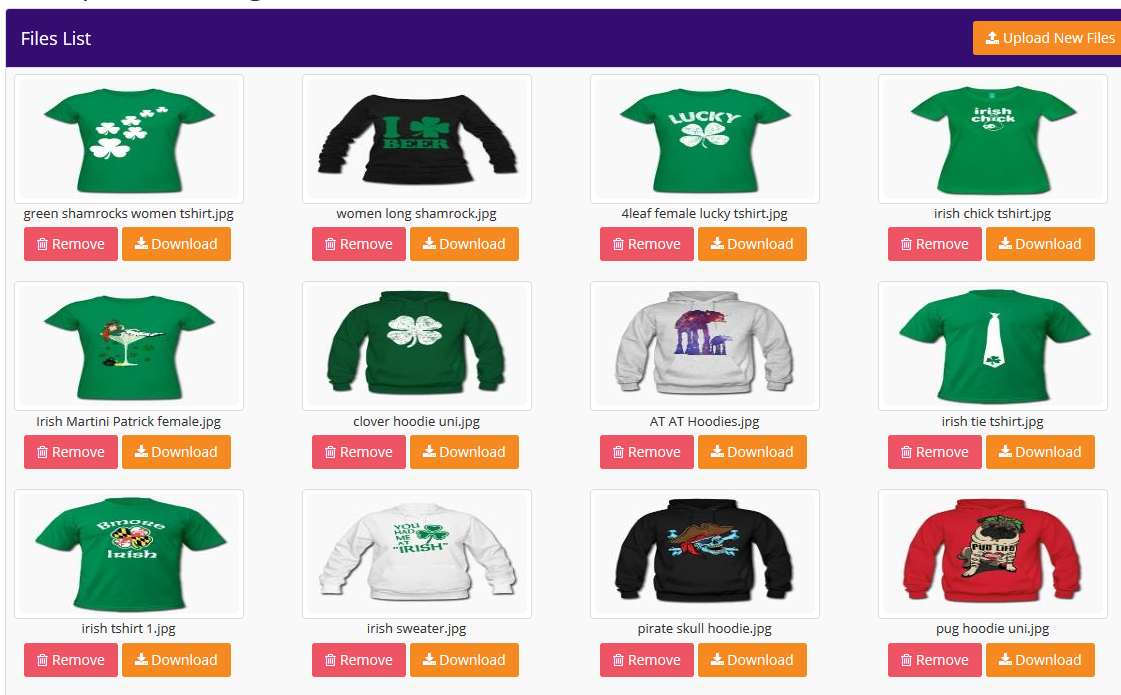 Files List
Upload New Files
LUCKY
irish
chick
I
BEER
green shamrocks women tshirt.jpg
women long shamrock.jpg
4leaf female lucky tshirt.jpg
irish chick tshirt.jpg
Remove Download Remove Download Remove Download Remove Download
Irish Martini Patrick female.jpg
clover hoodie uni.jpg
AT AT Hoodies.jpg
irish tie tshirt.jpg
Remove Download Remove Download Remove Download Remove Download
Bmore
Irish
YOU
HAD
ME
AT
"IRISH"
PUG LIFE
irish tshirt 1.jpg
irish sweater.jpg
pirate skull hoodie.jpg
pug hoodie uni.jpg
Remove Download Remove Download Remove Download Remove Download